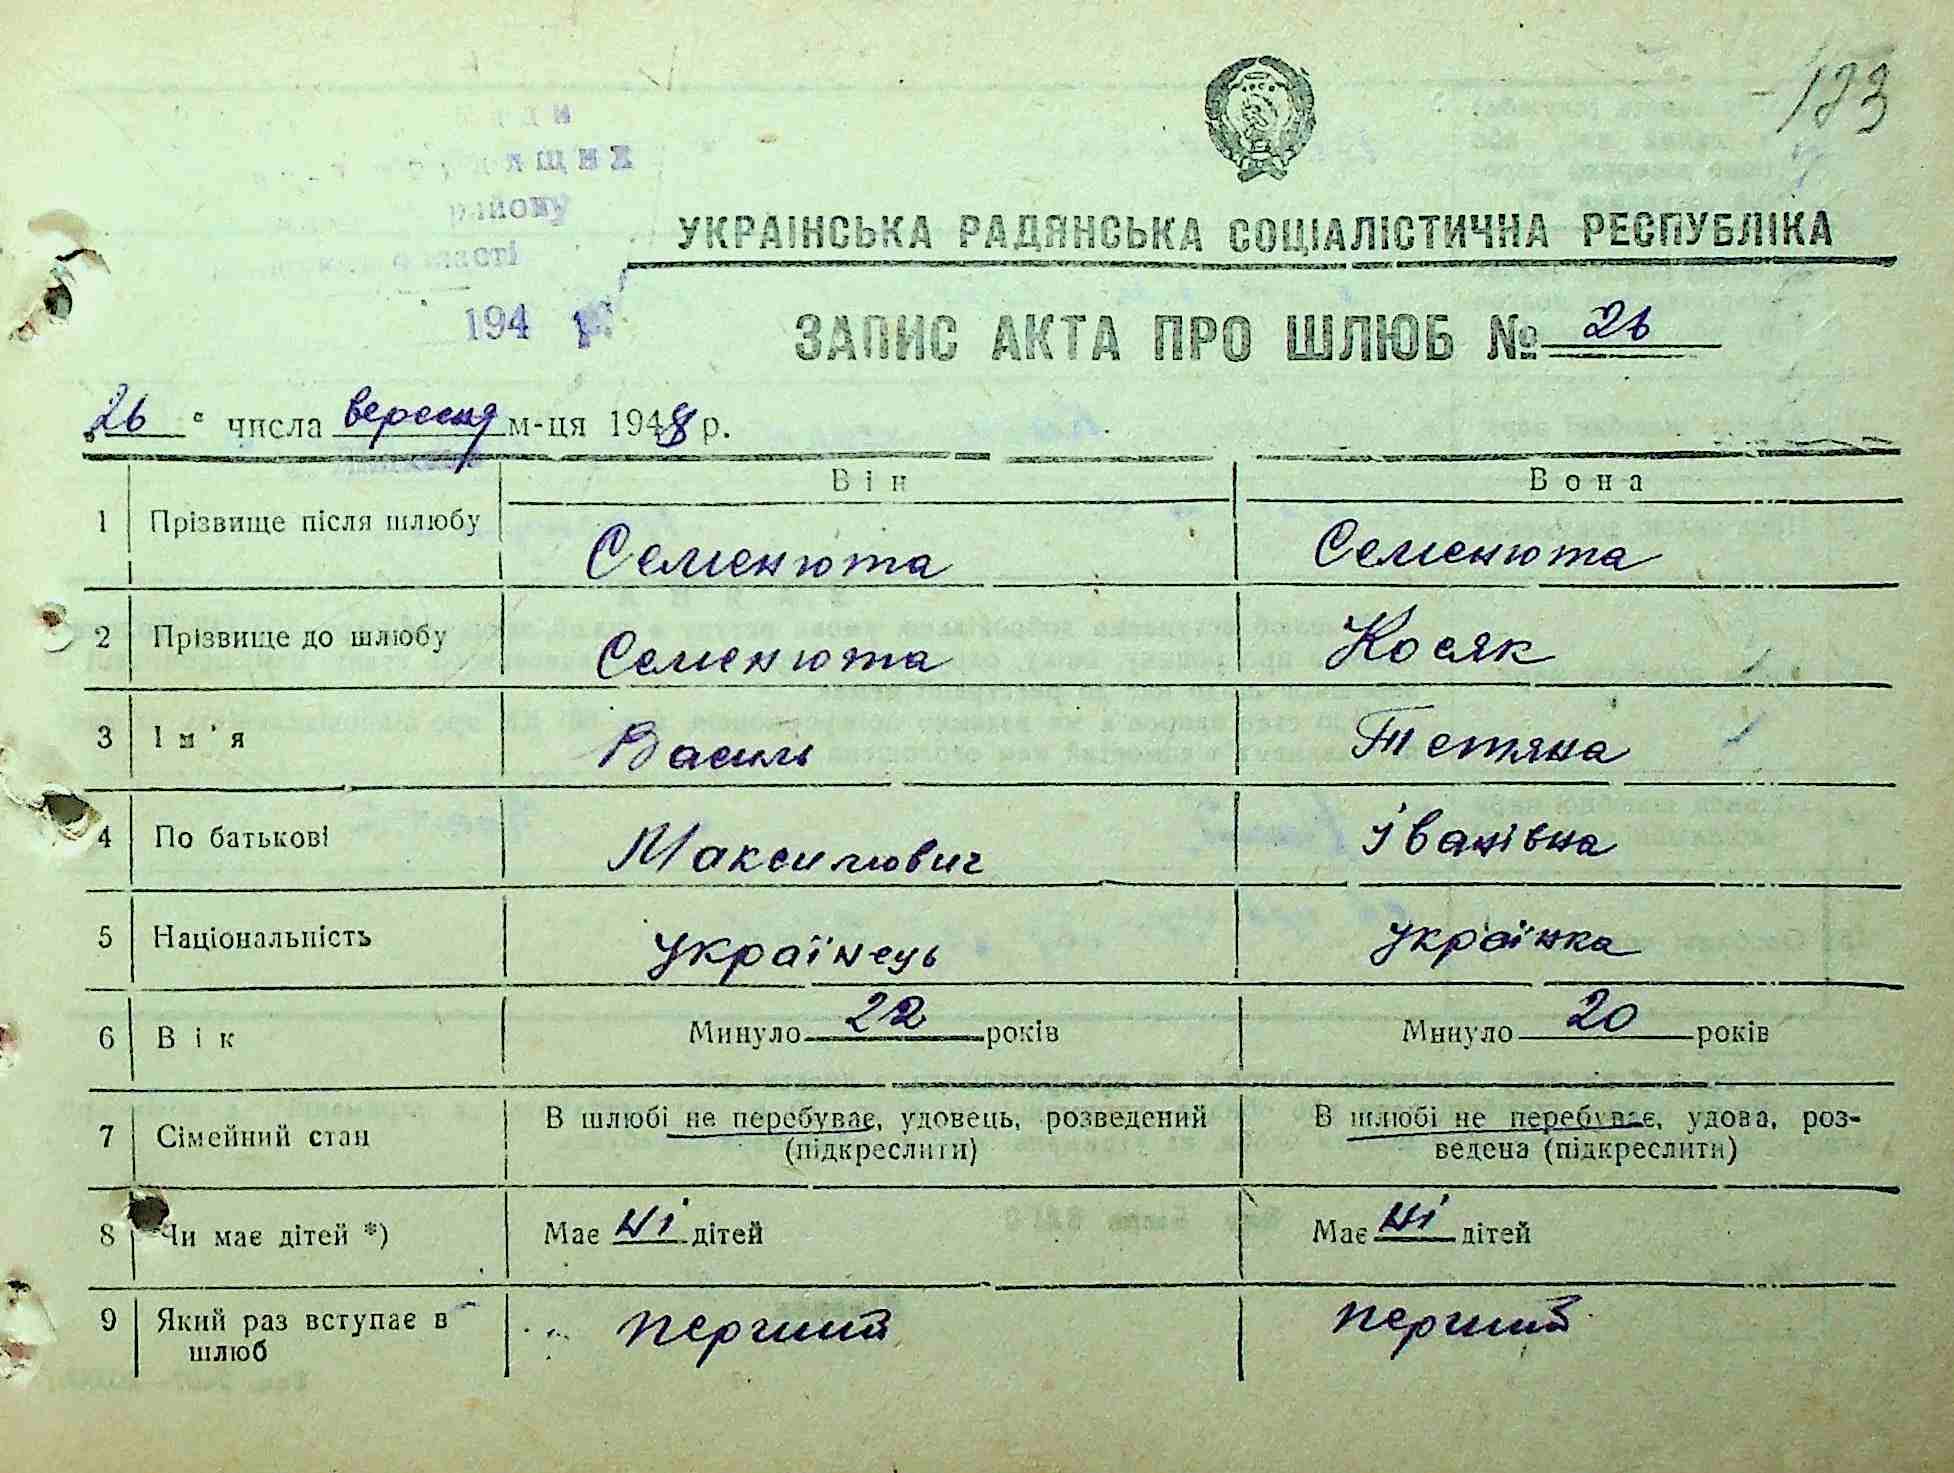 123
району
194
УКРАЇНСЬКА РАДЯНСЬКА СОЦІАЛІСТИЧНА РЕСПУБЛІКА
ЗАПИС АКТА ПРО ШЛЮБ № 26
„26“ числа вересня м-ця 1948 р.
Він Вона
1 Прізвище після шлюбу Семенюта Семенюта
2 Прізвище до шлюбу Семенюта Косяк
3 Ім'я Василь Тетяна
4 По батькові Максимович Іванівна
5 Національність Українець Українка
6 Вік Минуло 22 років Минуло 20 років
7 Сімейний стан В шлюбі не перебуває, удовець, розведений (підкреслити) В шлюбі не перебуває, удова, роз-
ведена (підкреслити)
8 Чи має дітей *) Має ні дітей Має ні дітей
9 Який раз вступає в шлюб перший перший